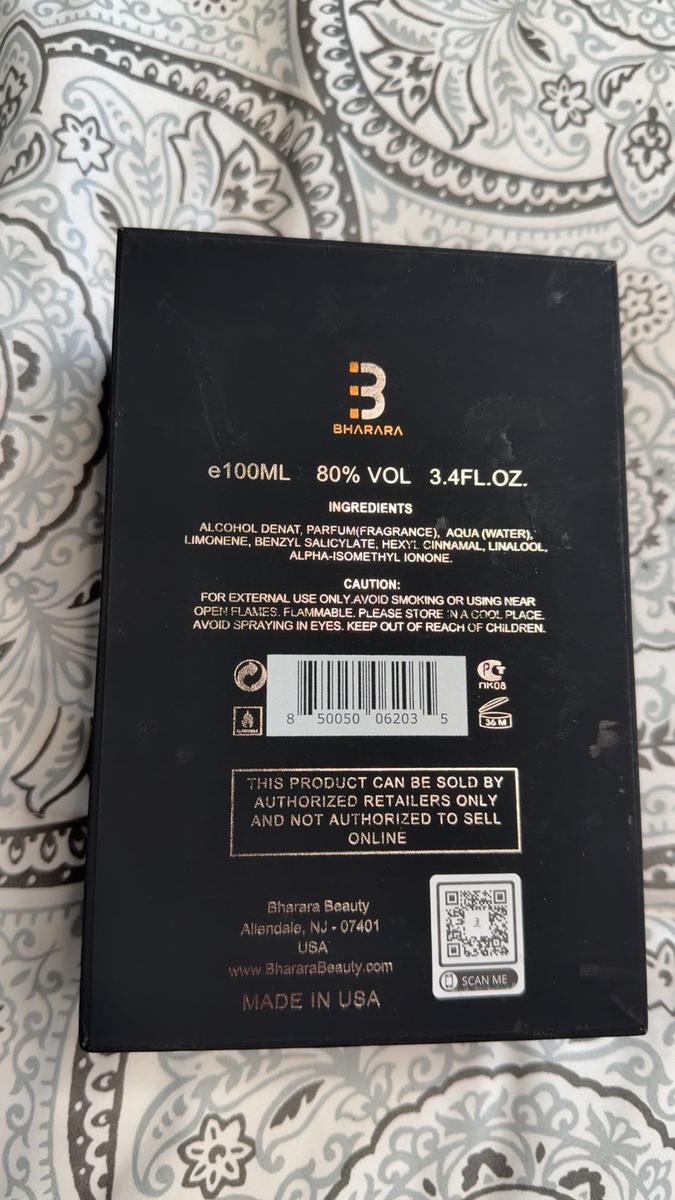 BHARARA
e100ML 80% VOL 3.4FL.OZ.
INGREDIENTS
ALCOHOL DENAT, PARFUM(FRAGRANCE), AQUA (WATER),
LIMONENE, BENZYL SALICYLATE, HEXYL CINNAMAL, LINALOOL,
ALPHA-ISOMETHYL IONONE.
CAUTION:
FOR EXTERNAL USE ONLY.AVOID SMOKING OR USING NEAR
OPEN FLAMES. FLAMMABLE. PLEASE STORE IN A COOL PLACE.
AVOID SPRAYING IN EYES. KEEP OUT OF REACH OF CHILDREN.
ПК08
36 M
8 50050 06203 5
THIS PRODUCT CAN BE SOLD BY
AUTHORIZED RETAILERS ONLY
AND NOT AUTHORIZED TO SELL
ONLINE
Bharara Beauty
Allendale, NJ - 07401
USA
www.BhararaBeauty.com
MADE IN USA
SCAN ME